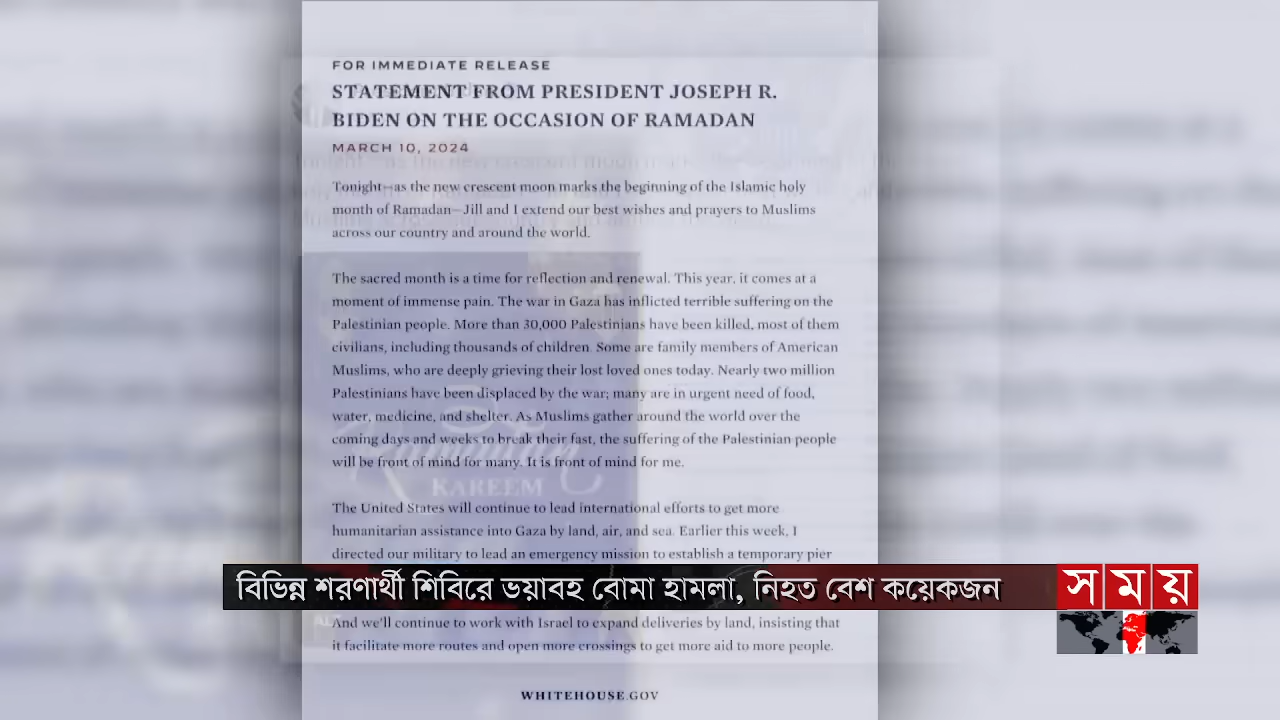 FOR IMMEDIATE RELEASE
STATEMENT FROM PRESIDENT JOSEPH R.
BIDEN ON THE OCCASION OF RAMADAN
MARCH 10, 2024
Tonight—as the new crescent moon marks the beginning of the Islamic holy
month of Ramadan—Jill and I extend our best wishes and prayers to Muslims
across our country and around the world.
The sacred month is a time for reflection and renewal. This year, it comes at a
moment of immense pain. The war in Gaza has inflicted terrible suffering on the
Palestinian people. More than 30,000 Palestinians have been killed, most of them
civilians, including thousands of children. Some are family members of American
Muslims, who are deeply grieving their lost loved ones today. Nearly two million
Palestinians have been displaced by the war; many are in urgent need of food,
water, medicine, and shelter. As Muslims gather around the world over the
coming days and weeks to break their fast, the suffering of the Palestinian people
will be front of mind for many. It is front of mind for me.
Ramadan
KAREEM
The United States will continue to lead international efforts to get more
humanitarian assistance into Gaza by land, air, and sea. Earlier this week, I
directed our military to lead an emergency mission to establish a temporary pier
বিভিন্ন শরণার্থী শিবিরে ভয়াবহ বোমা হামলা, নিহত বেশ কয়েকজন
সময়
And we'll continue to work with Israel to expand deliveries by land, insisting that
it facilitate more routes and open more crossings to get more aid to more people.
WHITEHOUSE.GOV